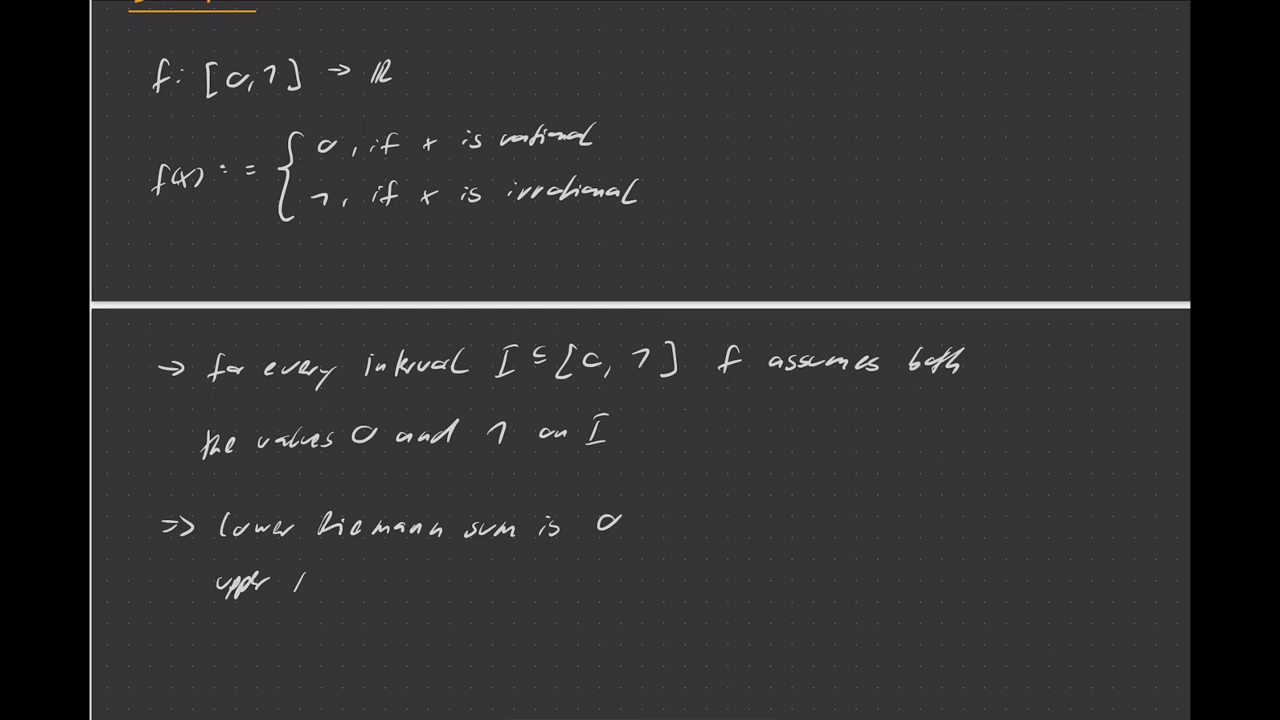 f: [0,1] → ℝ
f(x) := { 0, if x is rational
1, if x is irrational
→ for every interval I ⊆ [0, 1] f assumes both
the values 0 and 1 on I
=> lower Riemann sum is 0
upper